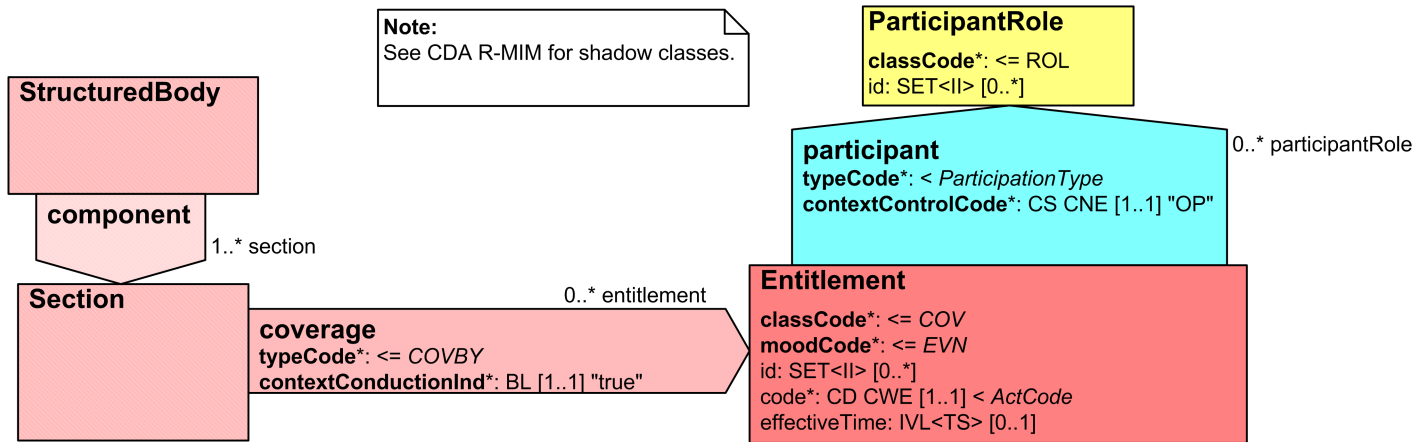 Note:
See CDA R-MIM for shadow classes.
ParticipantRole
classCode*: <= ROL
id: SET<II> [0..*]
StructuredBody
component
1..* section
participant
typeCode*: < ParticipationType
contextControlCode*: CS CNE [1..1] "OP"
0..* participantRole
Section
coverage
typeCode*: <= COVBY
contextConductionInd*: BL [1..1] "true"
0..* entitlement
Entitlement
classCode*: <= COV
moodCode*: <= EVN
id: SET<II> [0..*]
code*: CD CWE [1..1] < ActCode
effectiveTime: IVL<TS> [0..1]